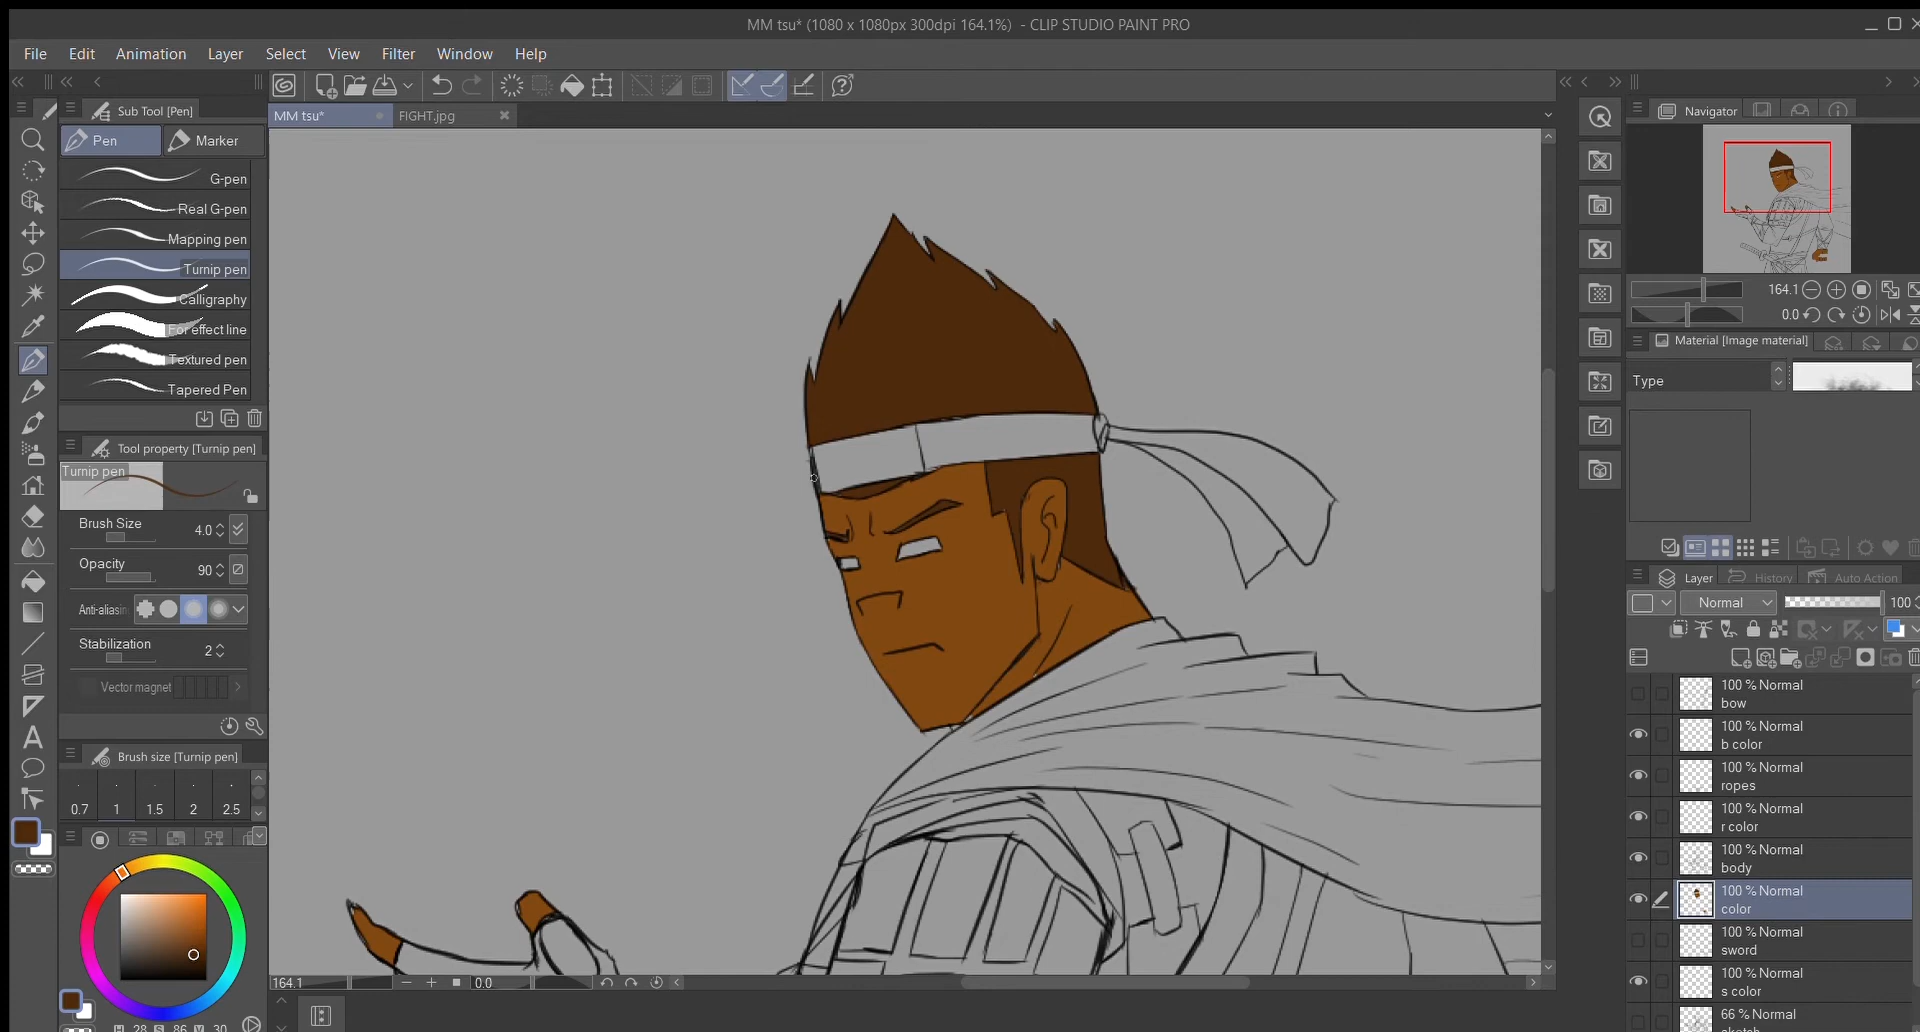 MM tsu* (1080 x 1080px 300dpi 164.1%) - CLIP STUDIO PAINT PRO
File Edit Animation Layer Select View Filter Window Help
Sub Tool [Pen]
Pen Marker
G-pen
Real G-pen
Mapping pen
Turnip pen
Calligraphy
For effect line
Textured pen
Tapered Pen
Tool property [Turnip pen]
Turnip pen
Brush Size 4.0
Opacity 90
Anti-aliasin
Stabilization 2
Vector magnet
Brush size [Turnip pen]
0.7 1 1.5 2 2.5
H 28 S 86 V 30
MM tsu* FIGHT.jpg
164.1 0.0
Navigator
164.1
0.0
Material [Image material]
Type
Layer History Auto Action
Normal 100
100 % Normal
bow
100 % Normal
b color
100 % Normal
ropes
100 % Normal
r color
100 % Normal
body
100 % Normal
color
100 % Normal
sword
100 % Normal
s color
66 % Normal
sketch